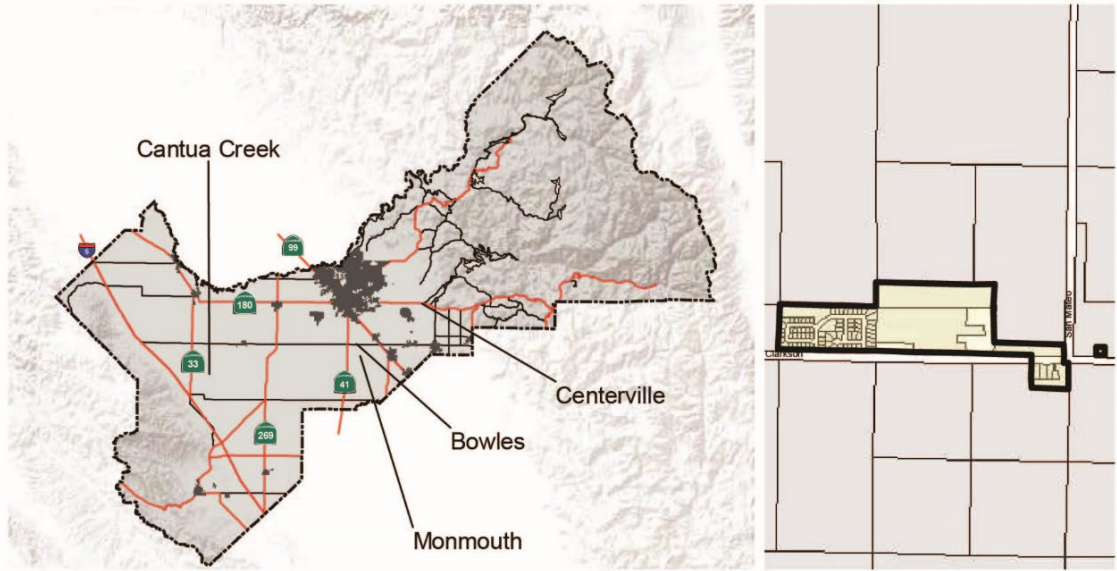 Cantua Creek
5
99
180
33
41
269
Centerville
Bowles
Monmouth
San Mateo
Clarkson